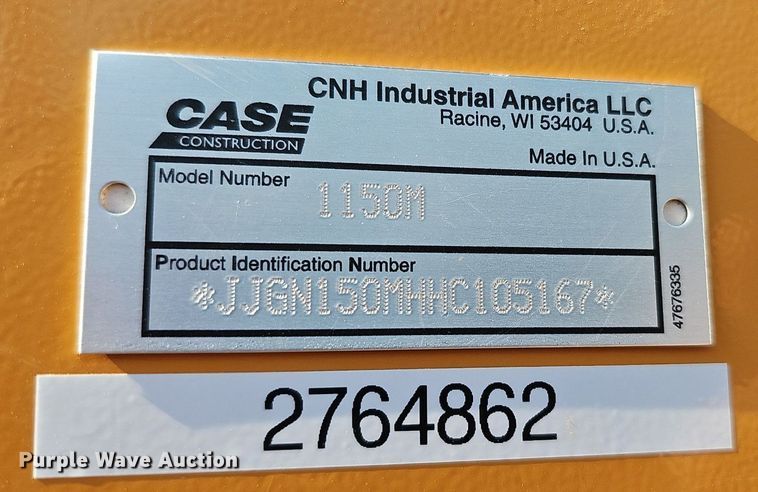 CNH Industrial America LLC
Racine, WI 53404 U.S.A.
CASE
CONSTRUCTION
Made In U.S.A.
Model Number
1150M
Product Identification Number
*JJGN150MHHC105167*
47676335
2764862
Purple Wave Auction